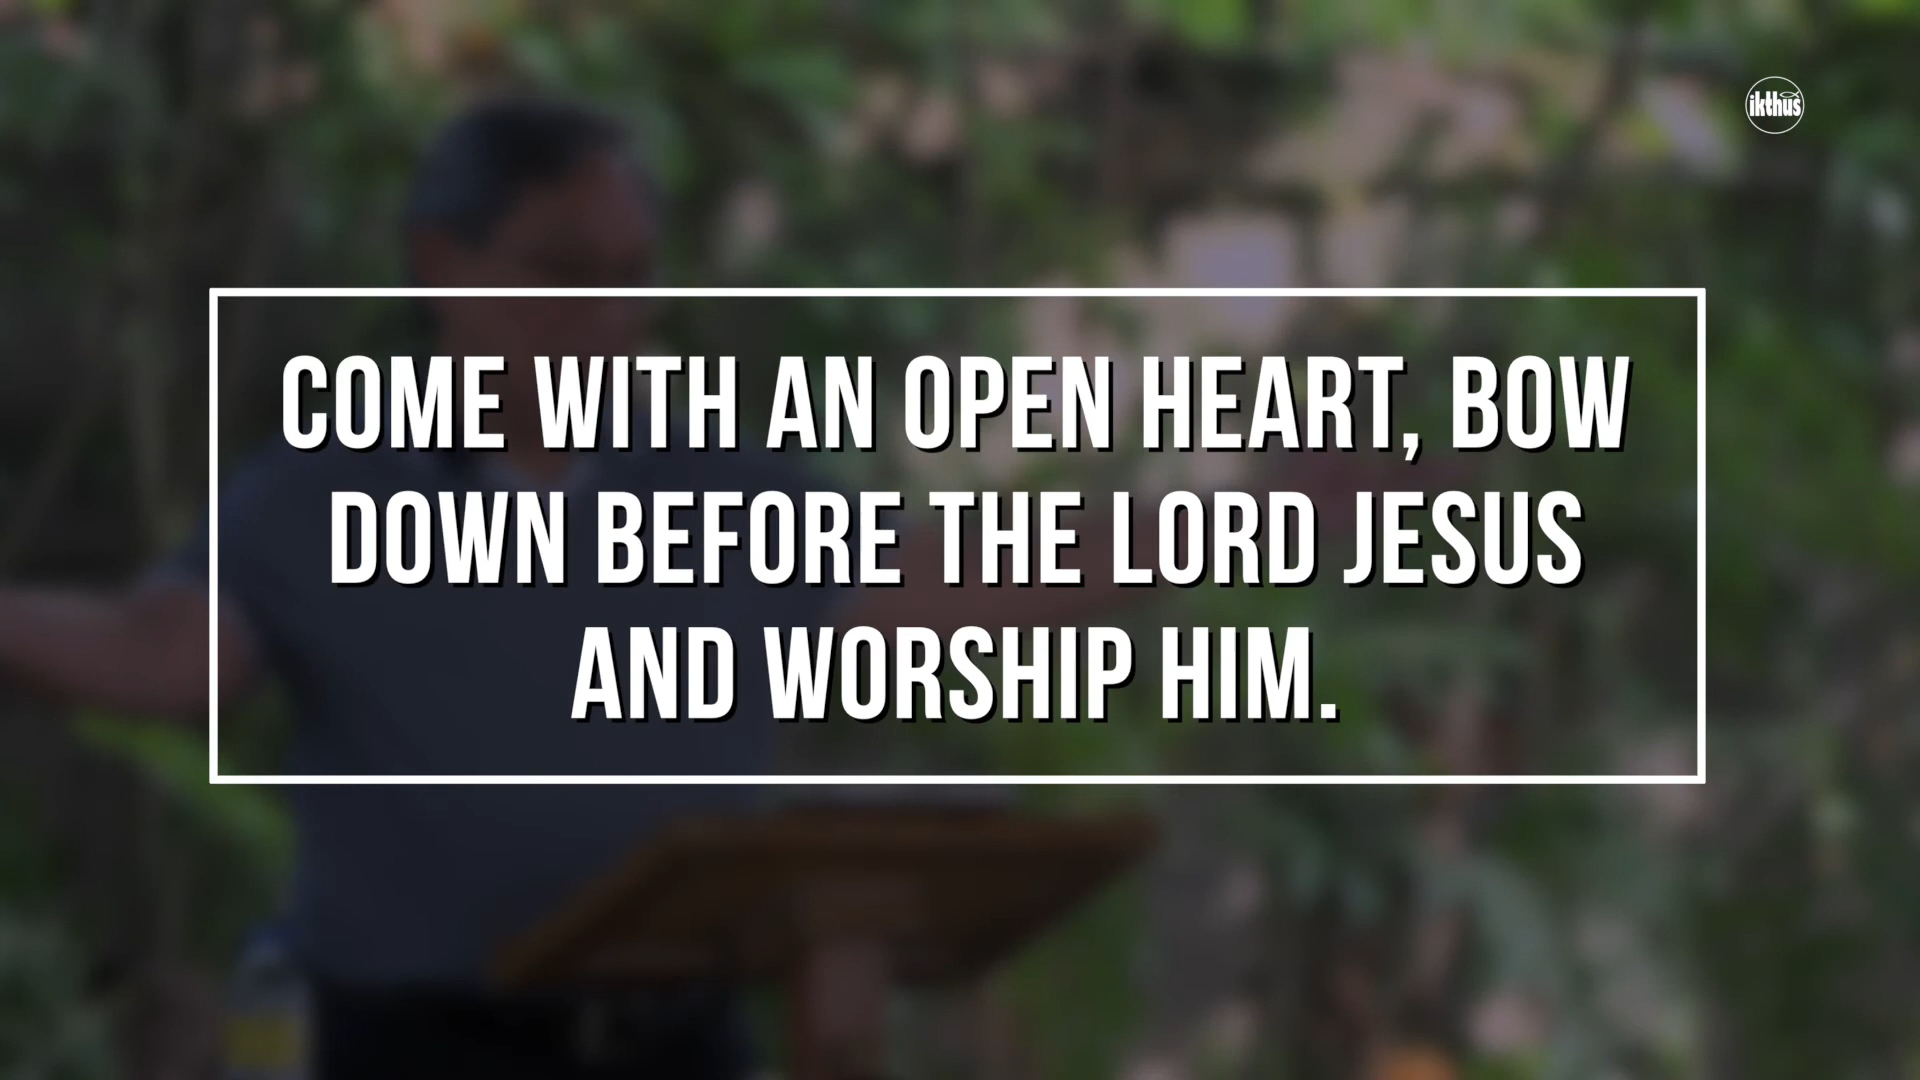 ikthus
COME WITH AN OPEN HEART, BOW
DOWN BEFORE THE LORD JESUS
AND WORSHIP HIM.